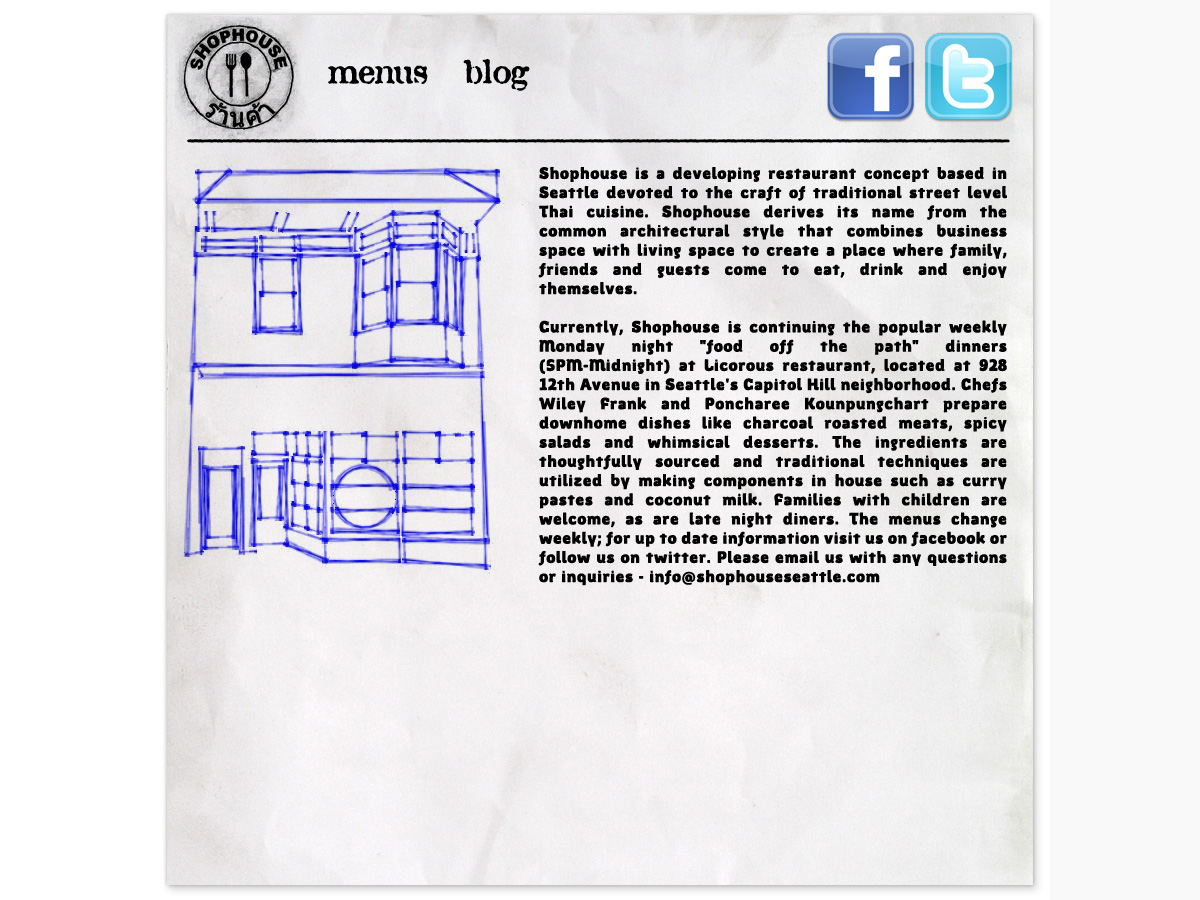 SHOPHOUSE
ร้านค้า
menus blog
f t
Shophouse is a developing restaurant concept based in
Seattle devoted to the craft of traditional street level
Thai cuisine. Shophouse derives its name from the
common architectural style that combines business
space with living space to create a place where family,
friends and guests come to eat, drink and enjoy
themselves.
Currently, Shophouse is continuing the popular weekly
Monday night "food off the path" dinners
(5PM-Midnight) at Licorous restaurant, located at 928
12th Avenue in Seattle's Capitol Hill neighborhood. Chefs
Wiley Frank and Poncharee Kounpungchart prepare
downhome dishes like charcoal roasted meats, spicy
salads and whimsical desserts. The ingredients are
thoughtfully sourced and traditional techniques are
utilized by making components in house such as curry
pastes and coconut milk. Families with children are
welcome, as are late night diners. The menus change
weekly; for up to date information visit us on facebook or
follow us on twitter. Please email us with any questions
or inquiries - info@shophouseseattle.com